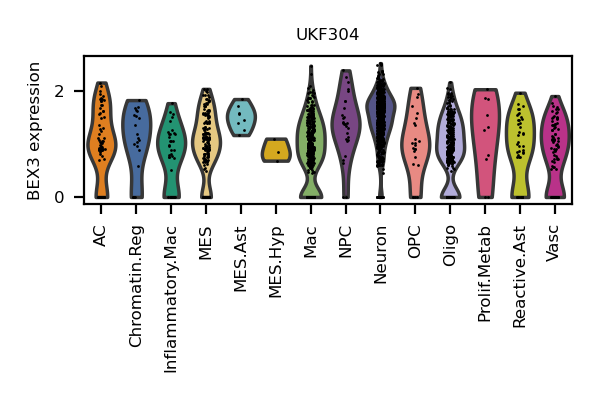 UKF304
BEX3 expression
2
0
AC
Chromatin.Reg
Inflammatory.Mac
MES
MES.Ast
MES.Hyp
Mac
NPC
Neuron
OPC
Oligo
Prolif.Metab
Reactive.Ast
Vasc